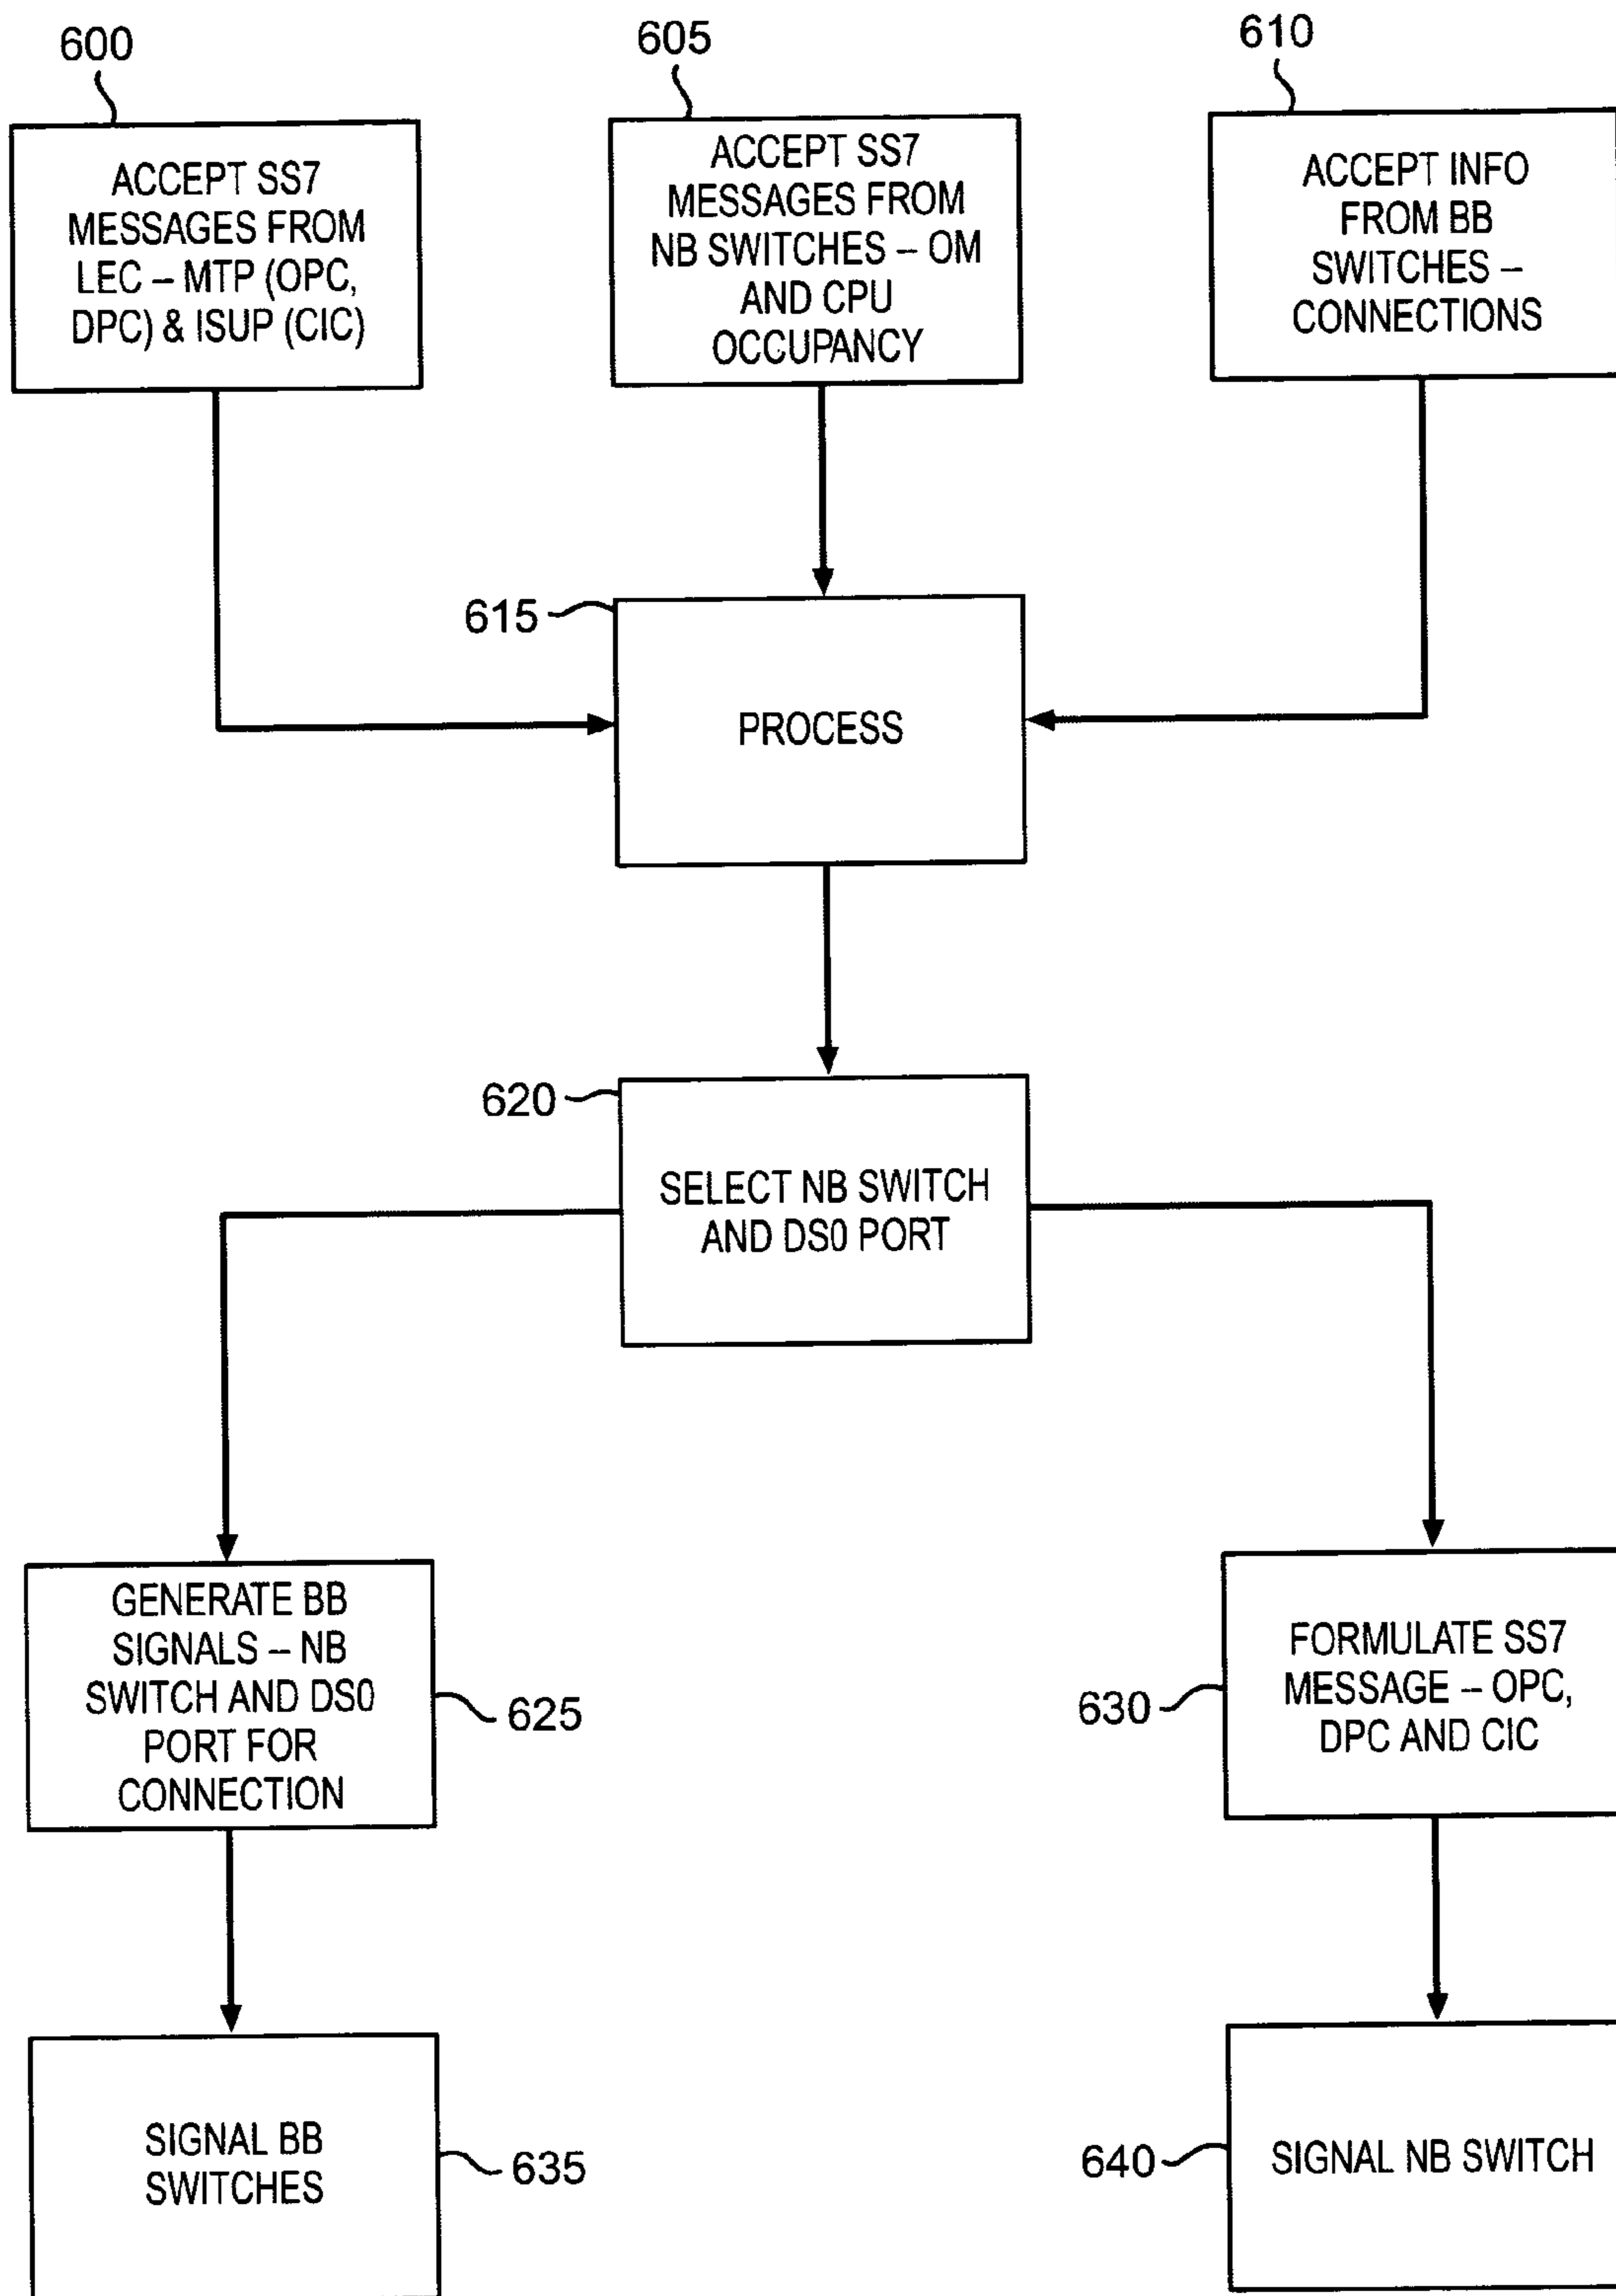 600
ACCEPT SS7
MESSAGES FROM
LEC – MTP (OPC,
DPC) & ISUP (CIC)
605
ACCEPT SS7
MESSAGES FROM
NB SWITCHES – OM
AND CPU
OCCUPANCY
610
ACCEPT INFO
FROM BB
SWITCHES –
CONNECTIONS
615
PROCESS
620
SELECT NB SWITCH
AND DS0 PORT
GENERATE BB
SIGNALS – NB
SWITCH AND DS0
PORT FOR
CONNECTION
625
630
FORMULATE SS7
MESSAGE – OPC,
DPC AND CIC
SIGNAL BB
SWITCHES
635
640
SIGNAL NB SWITCH